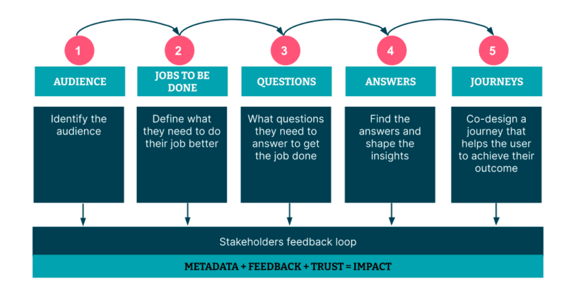 1
2
3
4
5
AUDIENCE
JOBS TO BE
DONE
QUESTIONS
ANSWERS
JOURNEYS
Identify the
audience
Define what
they need to do
their job better
What questions
they need to
answer to get
the job done
Find the
answers and
shape the
insights
Co-design a
journey that
helps the user
to achieve their
outcome
Stakeholders feedback loop
METADATA + FEEDBACK + TRUST = IMPACT